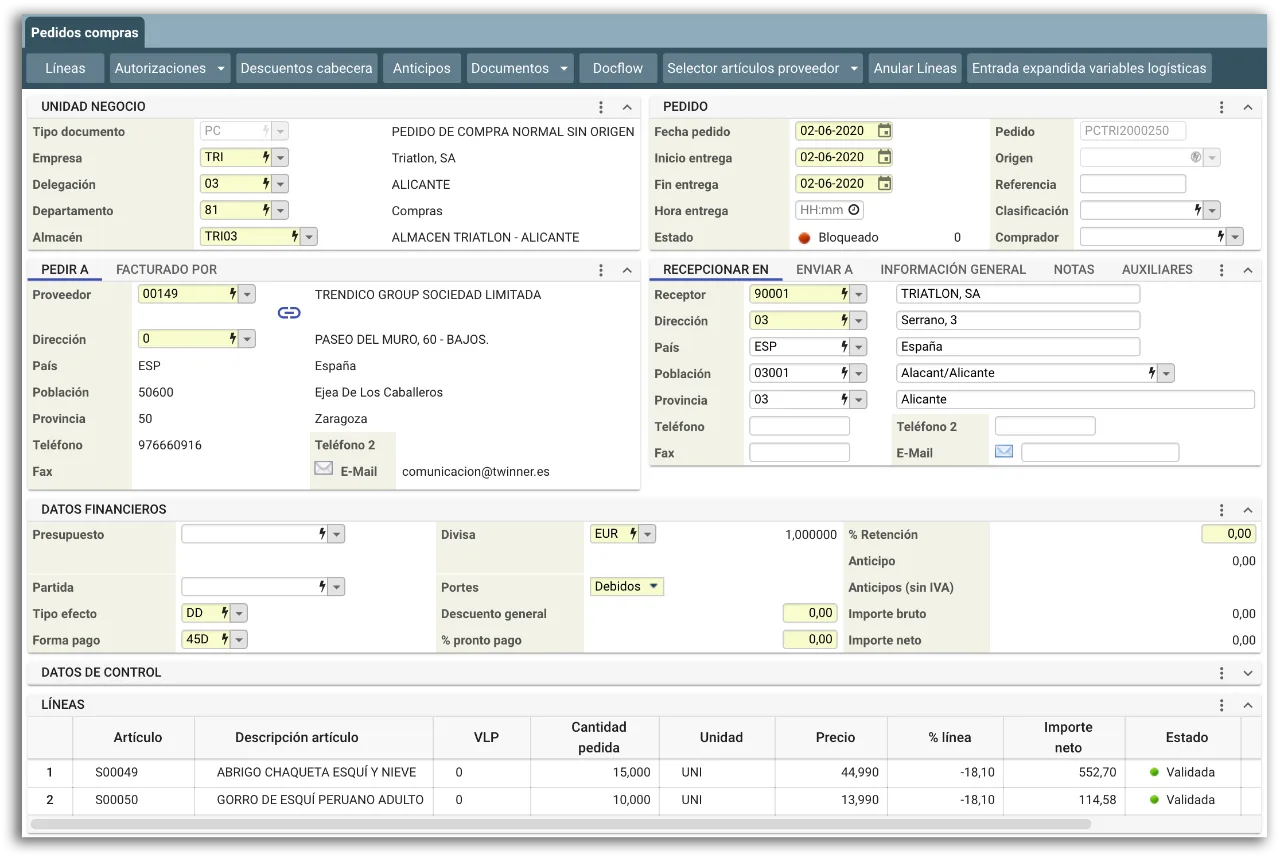 Pedidos compras
Líneas Autorizaciones Descuentos cabecera Anticipos Documentos Docflow Selector artículos proveedor Anular Líneas Entrada expandida variables logísticas
UNIDAD NEGOCIO
Tipo documento PC PEDIDO DE COMPRA NORMAL SIN ORIGEN
Empresa TRI Triatlon, SA
Delegación 03 ALICANTE
Departamento 81 Compras
Almacén TRI03 ALMACEN TRIATLON - ALICANTE
PEDIDO
Fecha pedido 02-06-2020 Pedido PCTRI2000250
Inicio entrega 02-06-2020 Origen
Fin entrega 02-06-2020 Referencia
Hora entrega HH:mm Clasificación
Estado Bloqueado 0 Comprador
PEDIR A FACTURADO POR
Proveedor 00149 TRENDICO GROUP SOCIEDAD LIMITADA
Dirección 0 PASEO DEL MURO, 60 - BAJOS.
País ESP España
Población 50600 Ejea De Los Caballeros
Provincia 50 Zaragoza
Teléfono 976660916 Teléfono 2
Fax E-Mail comunicacion@twinner.es
RECEPCIONAR EN ENVIAR A INFORMACIÓN GENERAL NOTAS AUXILIARES
Receptor 90001 TRIATLON, SA
Dirección 03 Serrano, 3
País ESP España
Población 03001 Alacant/Alicante
Provincia 03 Alicante
Teléfono Teléfono 2
Fax E-Mail
DATOS FINANCIEROS
Presupuesto Divisa EUR 1,000000 % Retención 0,00
Anticipo 0,00
Partida Portes Debidos Anticipos (sin IVA)
Tipo efecto DD Descuento general 0,00 Importe bruto 0,00
Forma pago 45D % pronto pago 0,00 Importe neto 0,00
DATOS DE CONTROL
LÍNEAS
Artículo Descripción artículo VLP Cantidad pedida Unidad Precio % línea Importe neto Estado
1 S00049 ABRIGO CHAQUETA ESQUÍ Y NIEVE 0 15,000 UNI 44,990 -18,10 552,70 Validada
2 S00050 GORRO DE ESQUÍ PERUANO ADULTO 0 10,000 UNI 13,990 -18,10 114,58 Validada